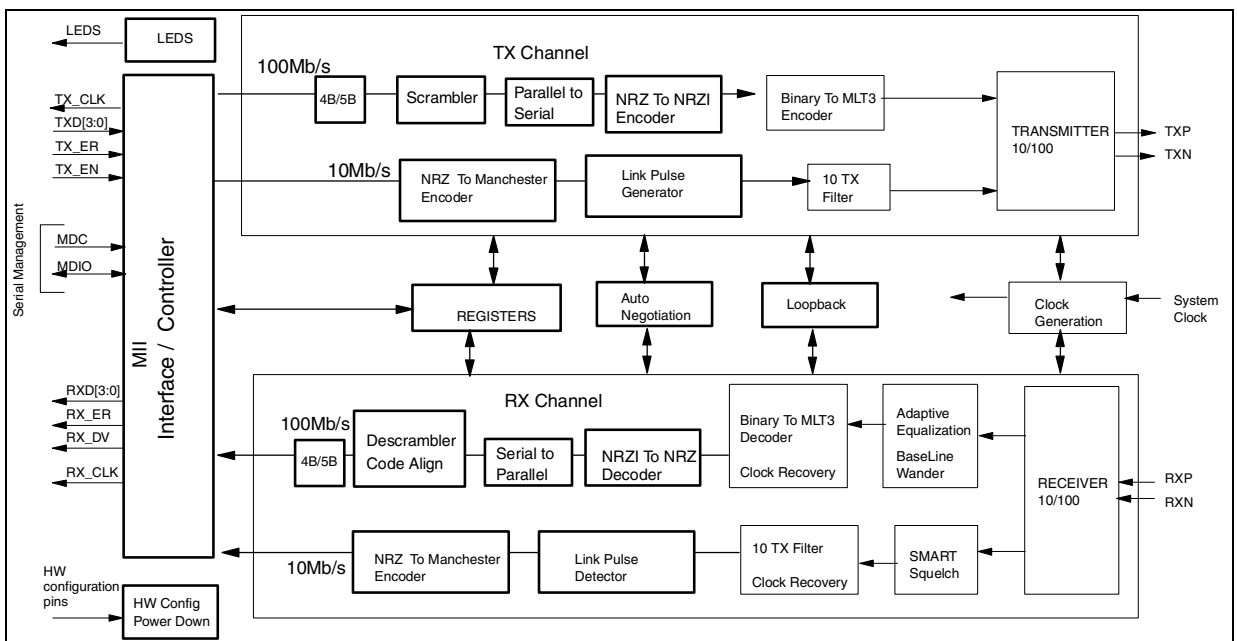 LEDS
LEDS
TX Channel
100Mb/s
4B/5B
Scrambler
Parallel to
Serial
NRZ To NRZI
Encoder
Binary To MLT3
Encoder
TRANSMITTER
10/100
TXP
TXN
TX_CLK
TXD[3:0]
TX_ER
TX_EN
10Mb/s
NRZ To Manchester
Encoder
Link Pulse
Generator
10 TX
Filter
Serial Management
MDC
MDIO
MII
Interface / Controller
REGISTERS
Auto
Negotiation
Loopback
Clock
Generation
System
Clock
RX Channel
RXD[3:0]
RX_ER
RX_DV
RX_CLK
100Mb/s
4B/5B
Descrambler
Code Align
Serial to
Parallel
NRZI To NRZ
Decoder
Binary To MLT3
Decoder
Clock Recovery
Adaptive
Equalization
BaseLine
Wander
RECEIVER
10/100
RXP
RXN
10Mb/s
NRZ To Manchester
Encoder
Link Pulse
Detector
10 TX Filter
Clock Recovery
SMART
Squelch
HW
configuration
pins
HW Config
Power Down